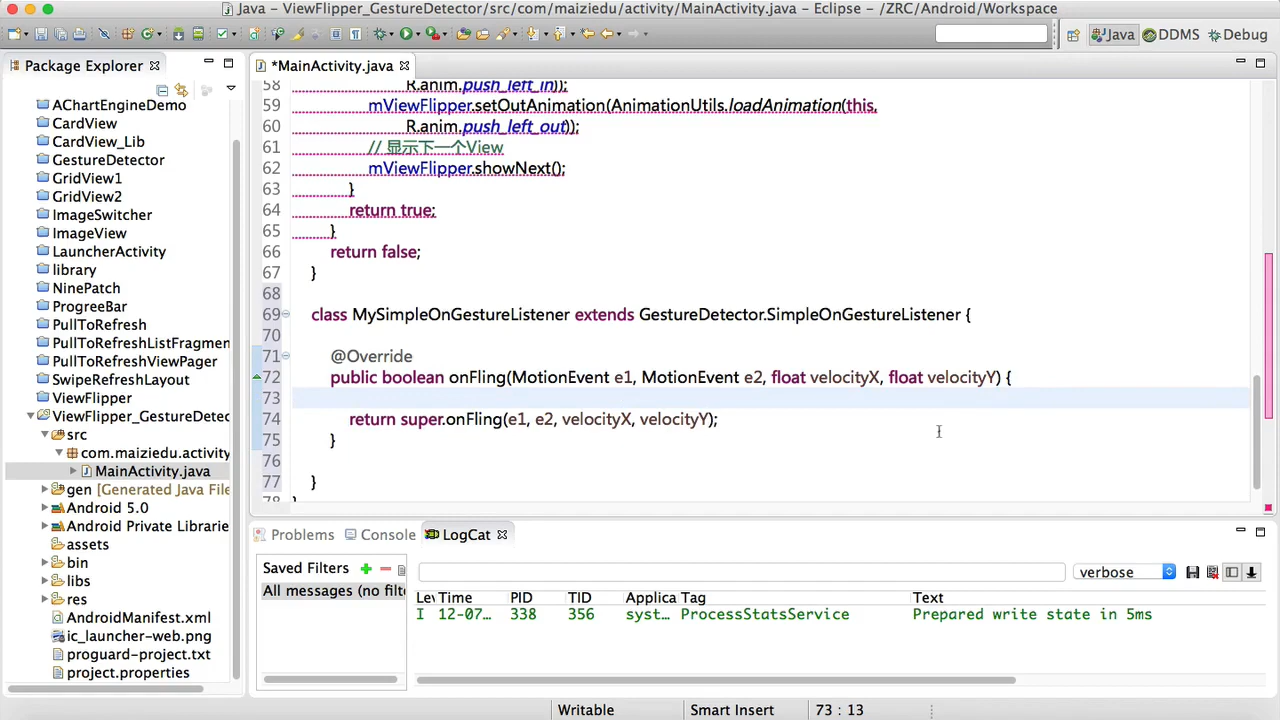 Java - ViewFlipper_GestureDetector/src/com/maiziedu/activity/MainActivity.java - Eclipse - /ZRC/Android/Workspace
Java DDMS Debug
Package Explorer
AChartEngineDemo
CardView
CardView_Lib
GestureDetector
GridView1
GridView2
ImageSwitcher
ImageView
LauncherActivity
library
NinePatch
ProgreeBar
PullToRefresh
PullToRefreshListFragmen
PullToRefreshViewPager
SwipeRefreshLayout
ViewFlipper
ViewFlipper_GestureDetec
src
com.maiziedu.activity
MainActivity.java
gen [Generated Java File
Android 5.0
Android Private Librarie
assets
bin
libs
res
AndroidManifest.xml
ic_launcher-web.png
proguard-project.txt
project.properties
*MainActivity.java
58 R.anim.push_left_in));
59 mViewFlipper.setOutAnimation(AnimationUtils.loadAnimation(this,
60 R.anim.push_left_out));
61 // 显示下一个View
62 mViewFlipper.showNext();
63 }
64 return true;
65 }
66 return false;
67 }
68
69 class MySimpleOnGestureListener extends GestureDetector.SimpleOnGestureListener {
70
71 @Override
72 public boolean onFling(MotionEvent e1, MotionEvent e2, float velocityX, float velocityY) {
73
74 return super.onFling(e1, e2, velocityX, velocityY);
75 }
76
77 }
78 }
Problems Console LogCat
Saved Filters
All messages (no filte
verbose
Le Time PID TID Applica Tag Text
I 12-07... 338 356 syst... ProcessStatsService Prepared write state in 5ms
Writable Smart Insert 73 : 13